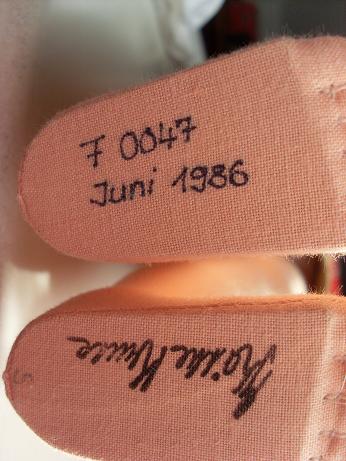 F 0047
Juni 1986
Käthe Kruse